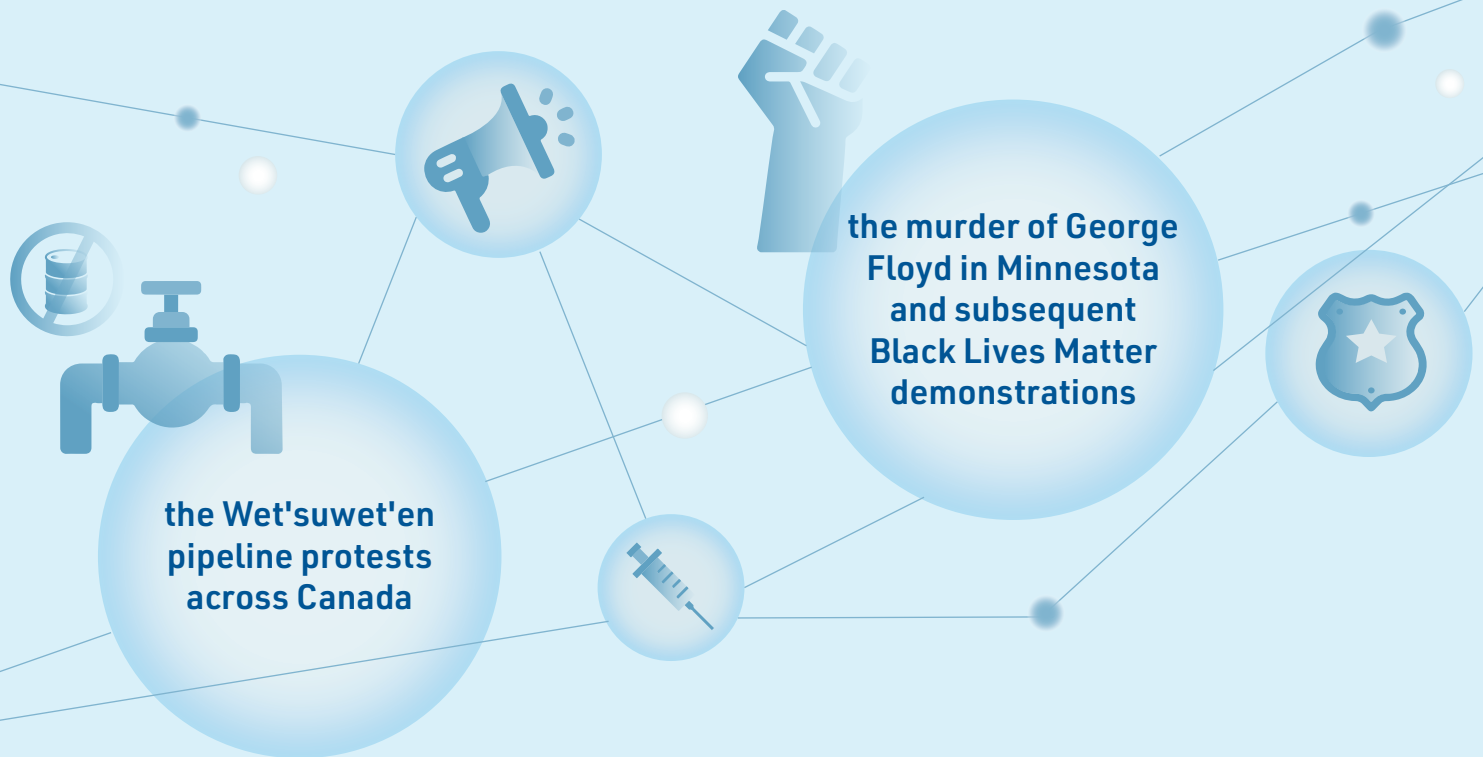 the Wet'suwet'en
pipeline protests
across Canada
the murder of George
Floyd in Minnesota
and subsequent
Black Lives Matter
demonstrations